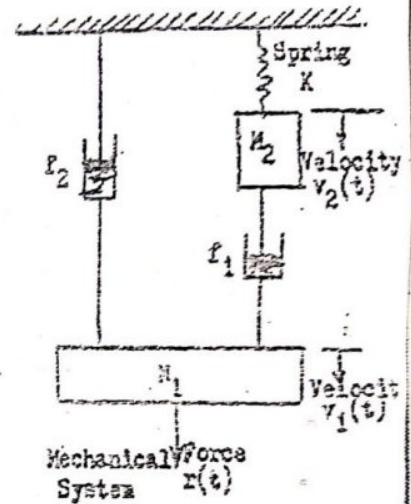 Spring
K
M₂
Velocity
v₂(t)
f₂
f₁
M₁
Velocit
v₁(t)
Mechanical
System
Force
r(t)